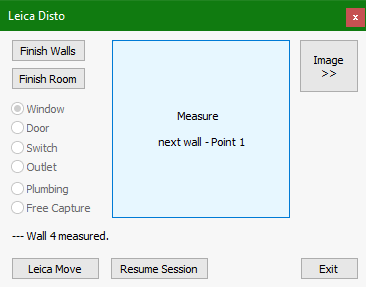 Leica Disto
x
Finish Walls
Finish Room
Window
Door
Switch
Outlet
Plumbing
Free Capture
Measure
next wall - Point 1
Image
>>
--- Wall 4 measured.
Leica Move
Resume Session
Exit